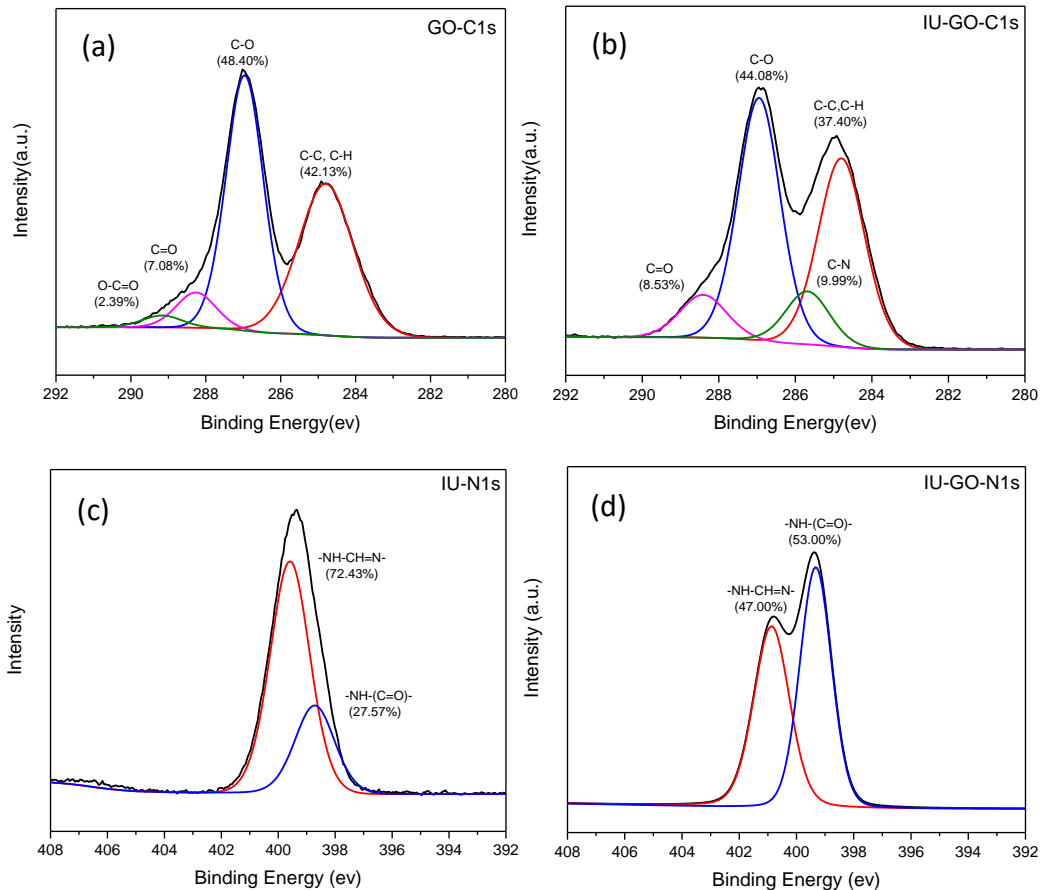 (a)
GO-C1s
C-O
(48.40%)
C-C, C-H
(42.13%)
C=O
(7.08%)
O-C=O
(2.39%)
Intensity(a.u.)
292 290 288 286 284 282 280
Binding Energy(ev)
(b)
IU-GO-C1s
C-O
(44.08%)
C-C,C-H
(37.40%)
C=O
(8.53%)
C-N
(9.99%)
Intensity(a.u.)
292 290 288 286 284 282 280
Binding Energy(ev)
(c)
IU-N1s
-NH-CH=N-
(72.43%)
-NH-(C=O)-
(27.57%)
Intensity
408 406 404 402 400 398 396 394 392
Binding Energy (ev)
(d)
IU-GO-N1s
-NH-(C=O)-
(53.00%)
-NH-CH=N-
(47.00%)
Intensity (a.u.)
408 406 404 402 400 398 396 394 392
Binding Energy (ev)